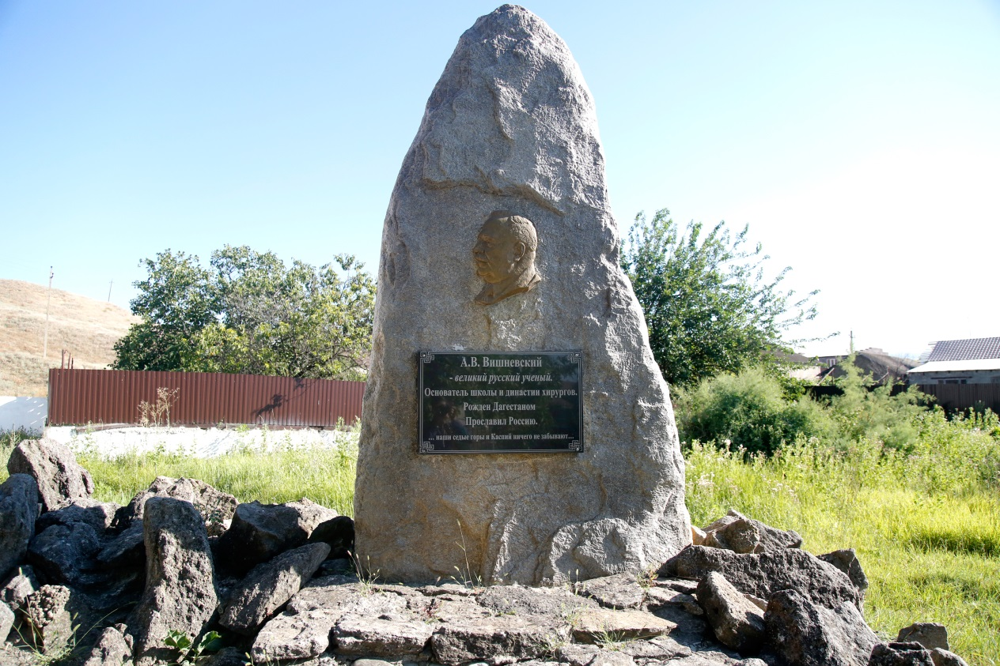 А.В. Вишневский
- великий русский ученый.
Основатель школы и династии хирургов.
Рожден Дагестаном
Прославил Россию.
... наши седые горы и Каспий ничего не забывают...